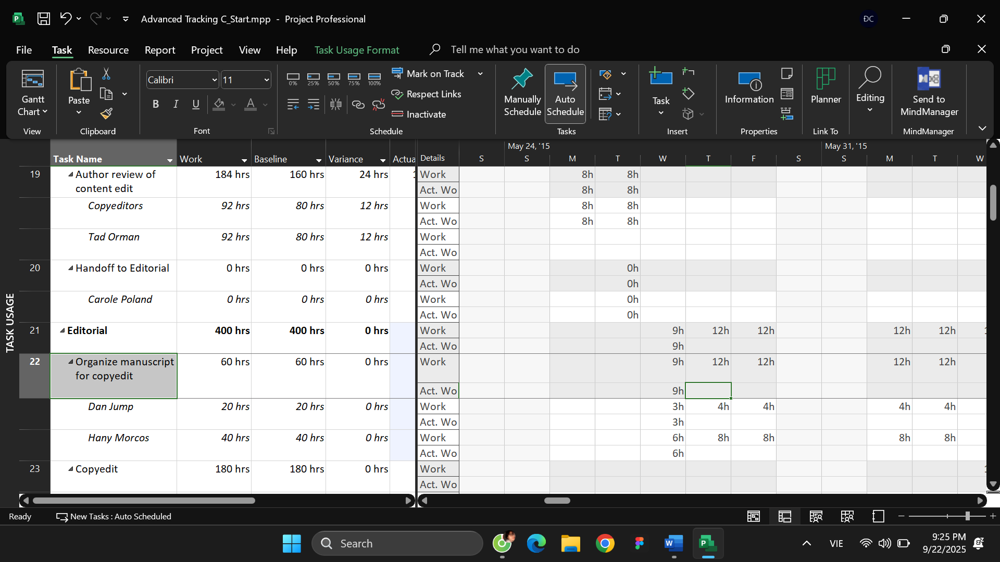 Advanced Tracking C_Start.mpp - Project Professional
ĐC
File Task Resource Report Project View Help Task Usage Format Tell me what you want to do
Gantt Chart
View
Paste
Clipboard
Calibri 11
B I U A
Font
0% 25% 50% 75% 100%
Mark on Track
Respect Links
Inactivate
Schedule
Manually Schedule
Auto Schedule
Tasks
Task
Insert
Information
Properties
Planner
Link To
Editing
Send to MindManager
MindManager
May 24, '15 May 31, '15
Task Name Work Baseline Variance Actua Details S S M T W T F S S M T W
19 Author review of content edit 184 hrs 160 hrs 24 hrs Work 8h 8h
Act. Wo 8h 8h
Copyeditors 92 hrs 80 hrs 12 hrs Work 8h 8h
Act. Wo 8h 8h
Tad Orman 92 hrs 80 hrs 12 hrs Work
Act. Wo
20 Handoff to Editorial 0 hrs 0 hrs 0 hrs Work 0h
Act. Wo 0h
Carole Poland 0 hrs 0 hrs 0 hrs Work 0h
Act. Wo 0h
21 Editorial 400 hrs 400 hrs 0 hrs Work 9h 12h 12h 12h 12h
Act. Wo 9h
22 Organize manuscript for copyedit 60 hrs 60 hrs 0 hrs Work 9h 12h 12h 12h 12h
Act. Wo 9h
Dan Jump 20 hrs 20 hrs 0 hrs Work 3h 4h 4h 4h 4h
Act. Wo 3h
Hany Morcos 40 hrs 40 hrs 0 hrs Work 6h 8h 8h 8h 8h
Act. Wo 6h
23 Copyedit 180 hrs 180 hrs 0 hrs Work
Act. Wo
TASK USAGE
Ready New Tasks : Auto Scheduled
Search
VIE
9:25 PM
9/22/2025